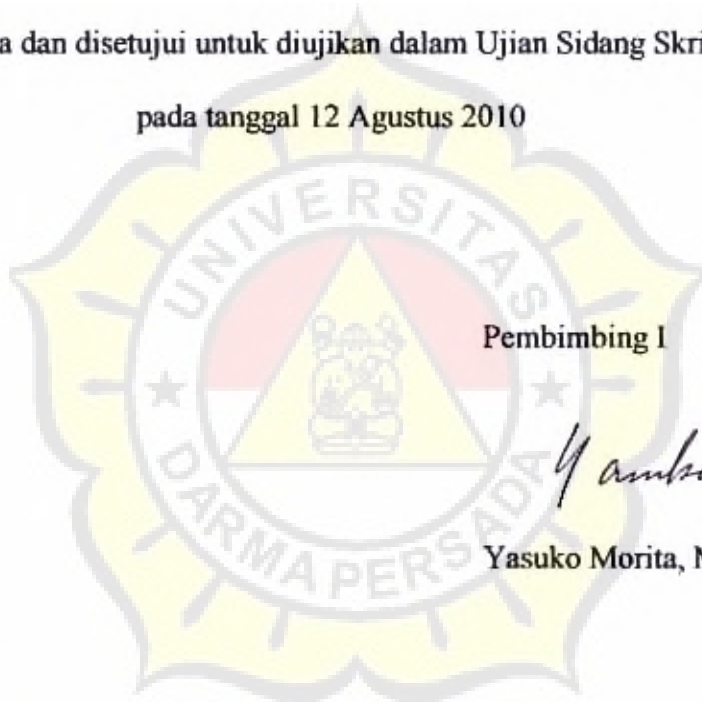 a dan disetujui untuk diujikan dalam Ujian Sidang Skri
pada tanggal 12 Agustus 2010
UNIVERSITAS
DARMA PERSADA
Pembimbing I
Yasuko Morita, M